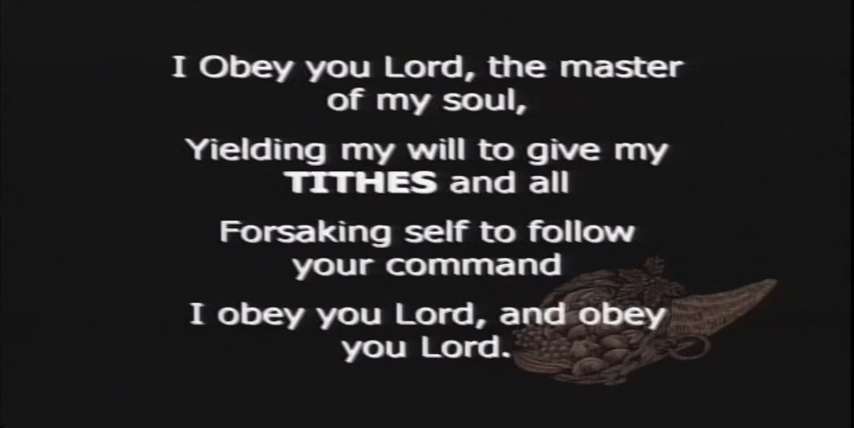 I Obey you Lord, the master
of my soul,
Yielding my will to give my
TITHES and all
Forsaking self to follow
your command
I obey you Lord, and obey
you Lord.